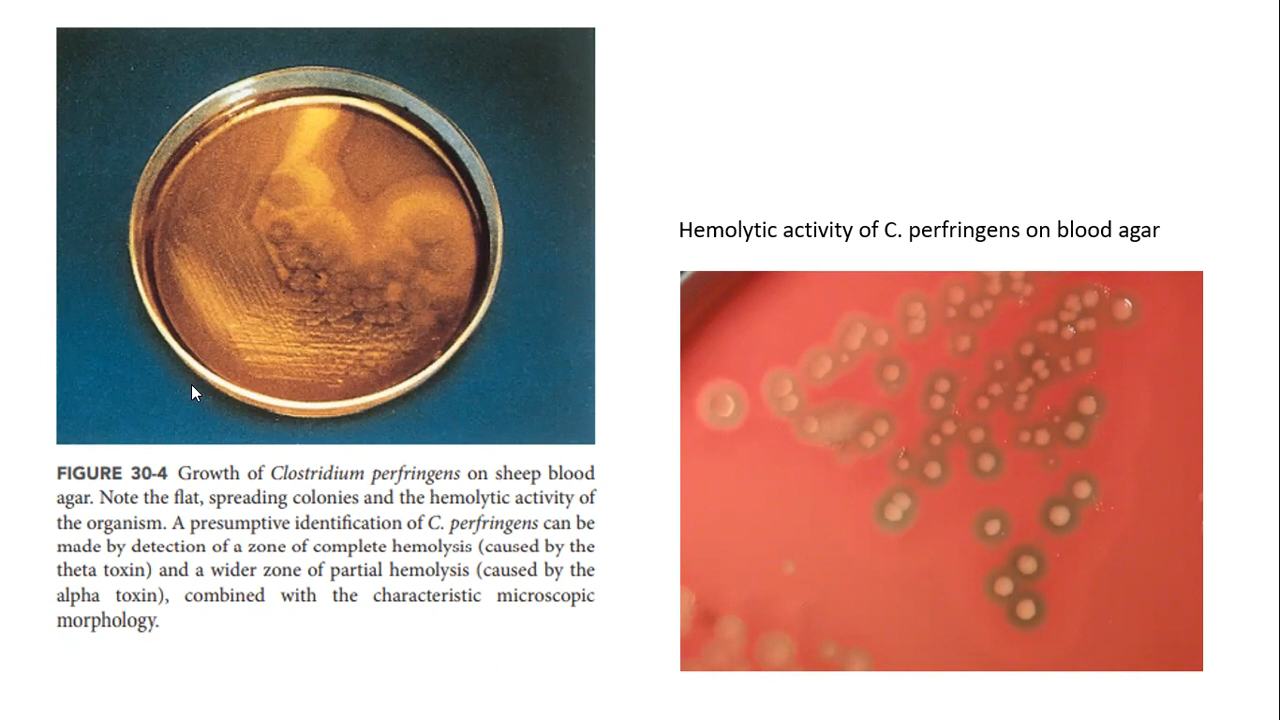 FIGURE 30-4 Growth of Clostridium perfringens on sheep blood
agar. Note the flat, spreading colonies and the hemolytic activity of
the organism. A presumptive identification of C. perfringens can be
made by detection of a zone of complete hemolysis (caused by the
theta toxin) and a wider zone of partial hemolysis (caused by the
alpha toxin), combined with the characteristic microscopic
morphology.
Hemolytic activity of C. perfringens on blood agar